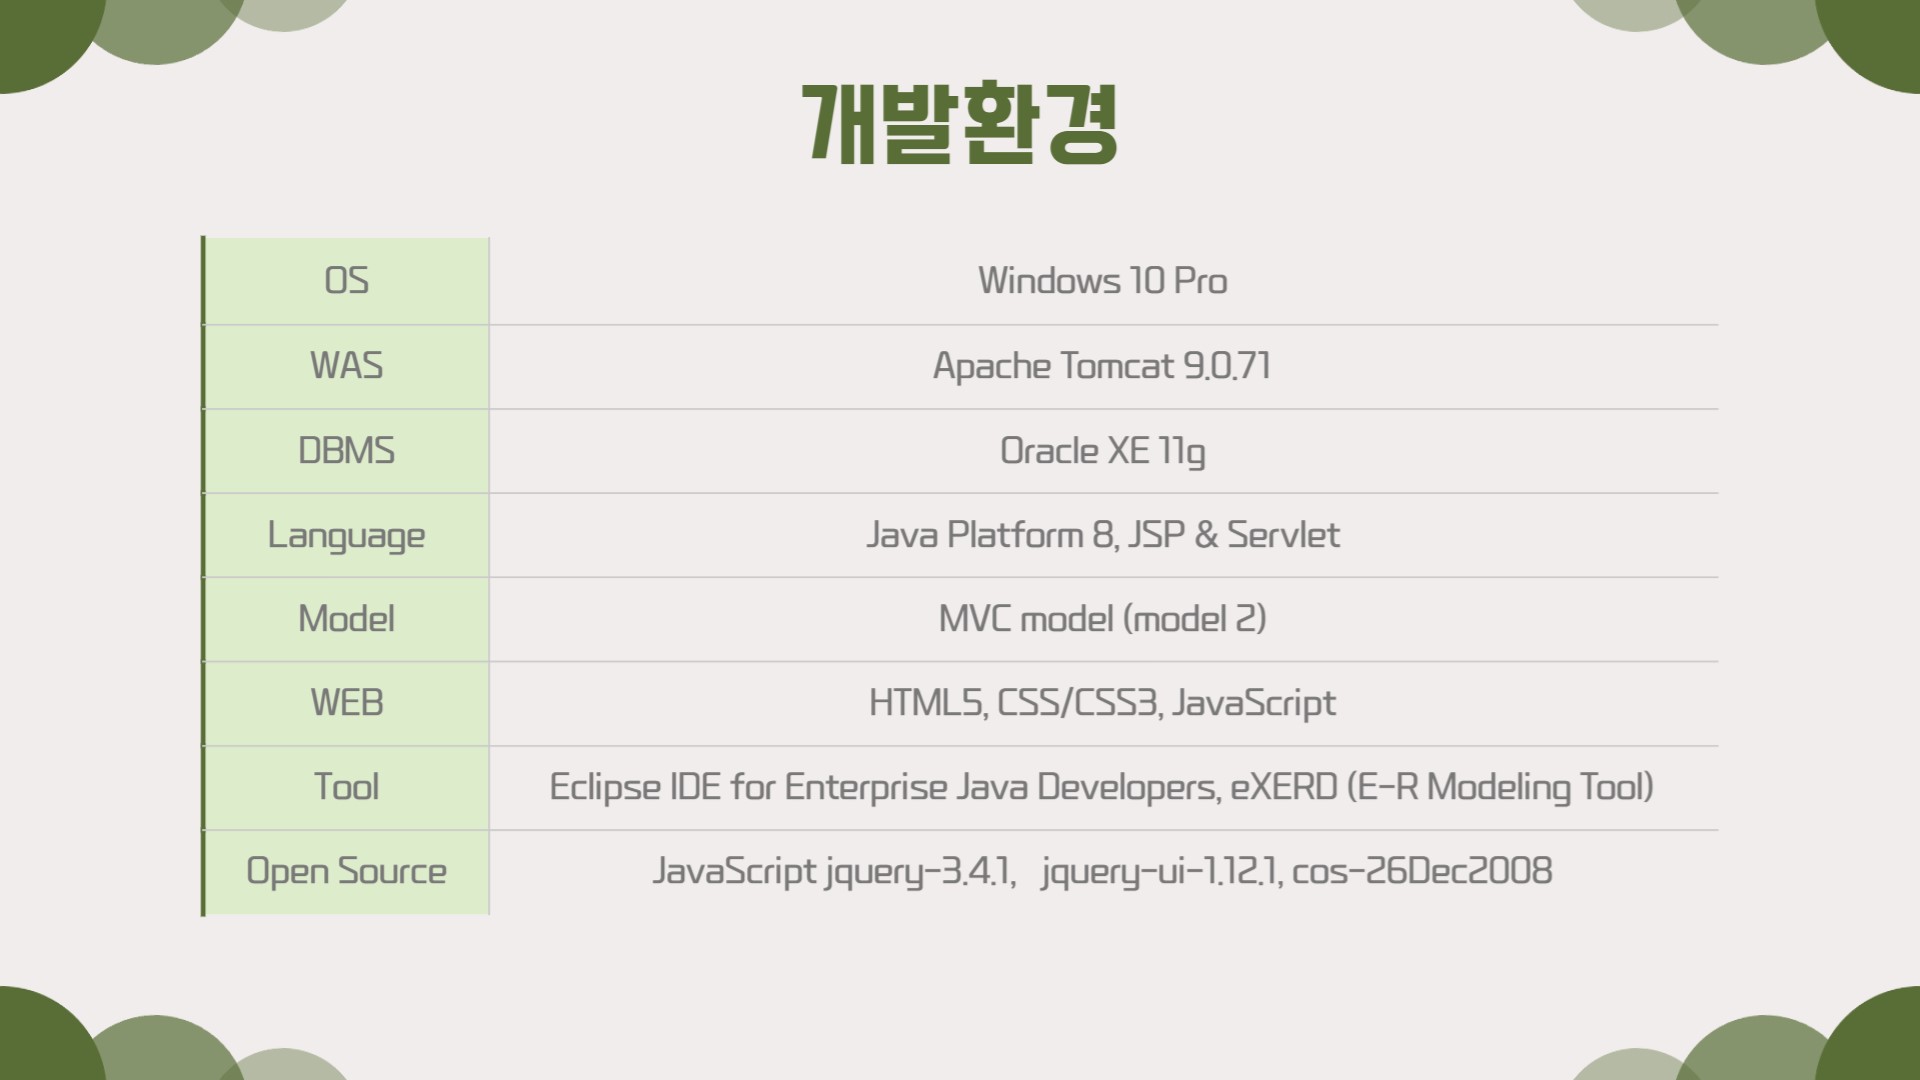 개발환경
OS Windows 10 Pro
WAS Apache Tomcat 9.0.71
DBMS Oracle XE 11g
Language Java Platform 8, JSP & Servlet
Model MVC model (model 2)
WEB HTML5, CSS/CSS3, JavaScript
Tool Eclipse IDE for Enterprise Java Developers, eXERD (E-R Modeling Tool)
Open Source JavaScript jquery-3.4.1, jquery-ui-1.12.1, cos-26Dec2008